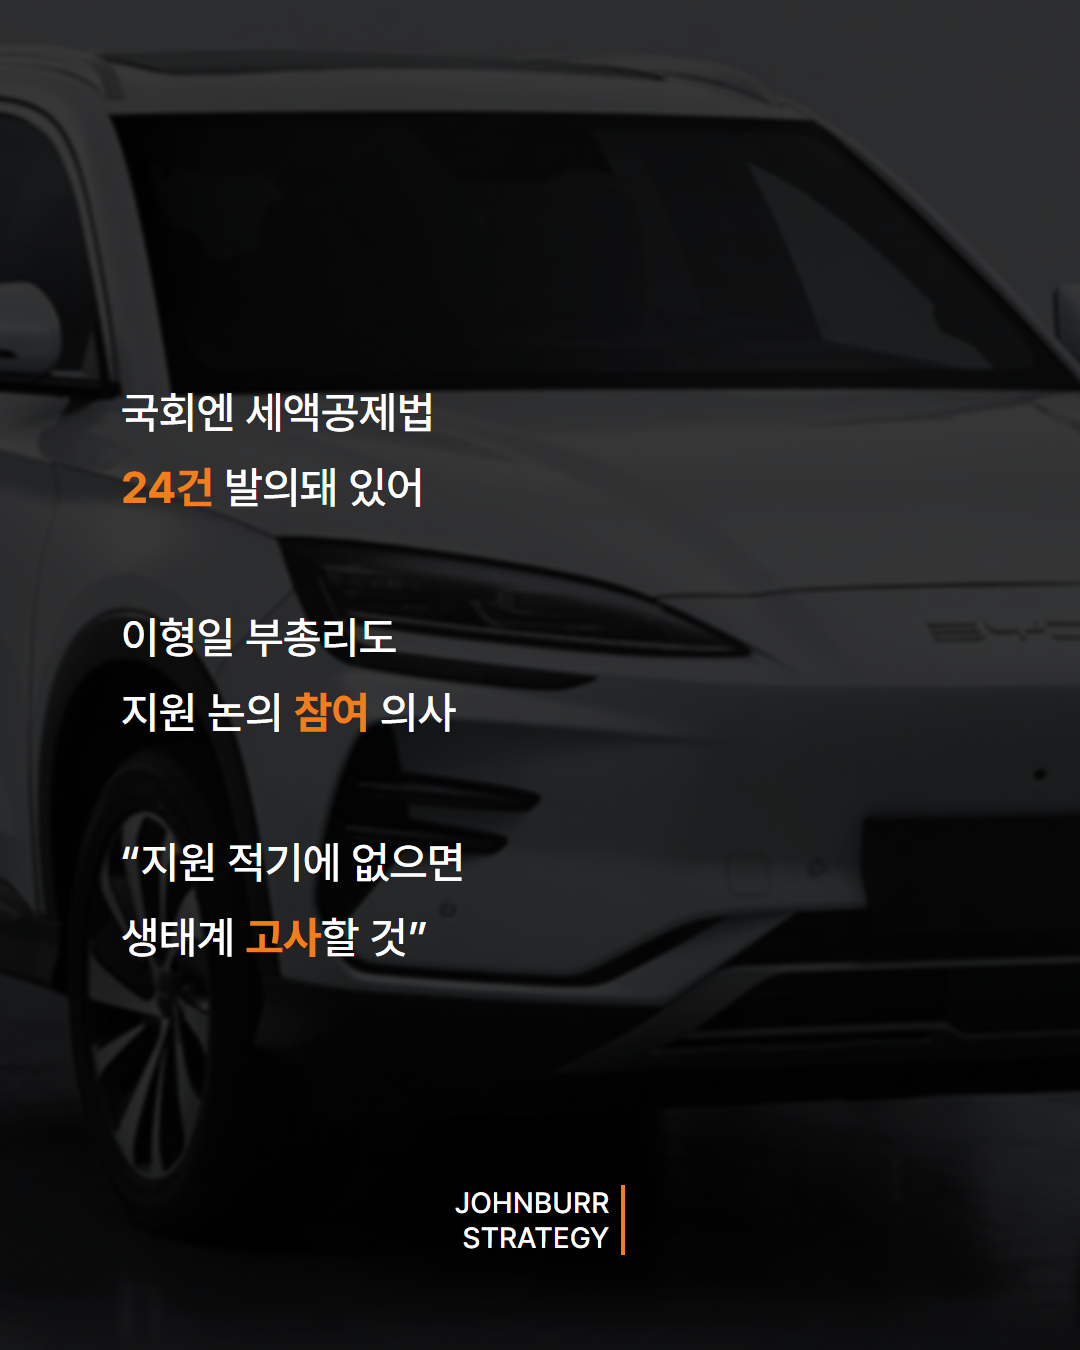 국회엔 세액공제법
24건 발의돼 있어
이형일 부총리도
지원 논의 참여 의사
“지원 적기에 없으면
생태계 고사할 것”
BYD
JOHNBURR
STRATEGY